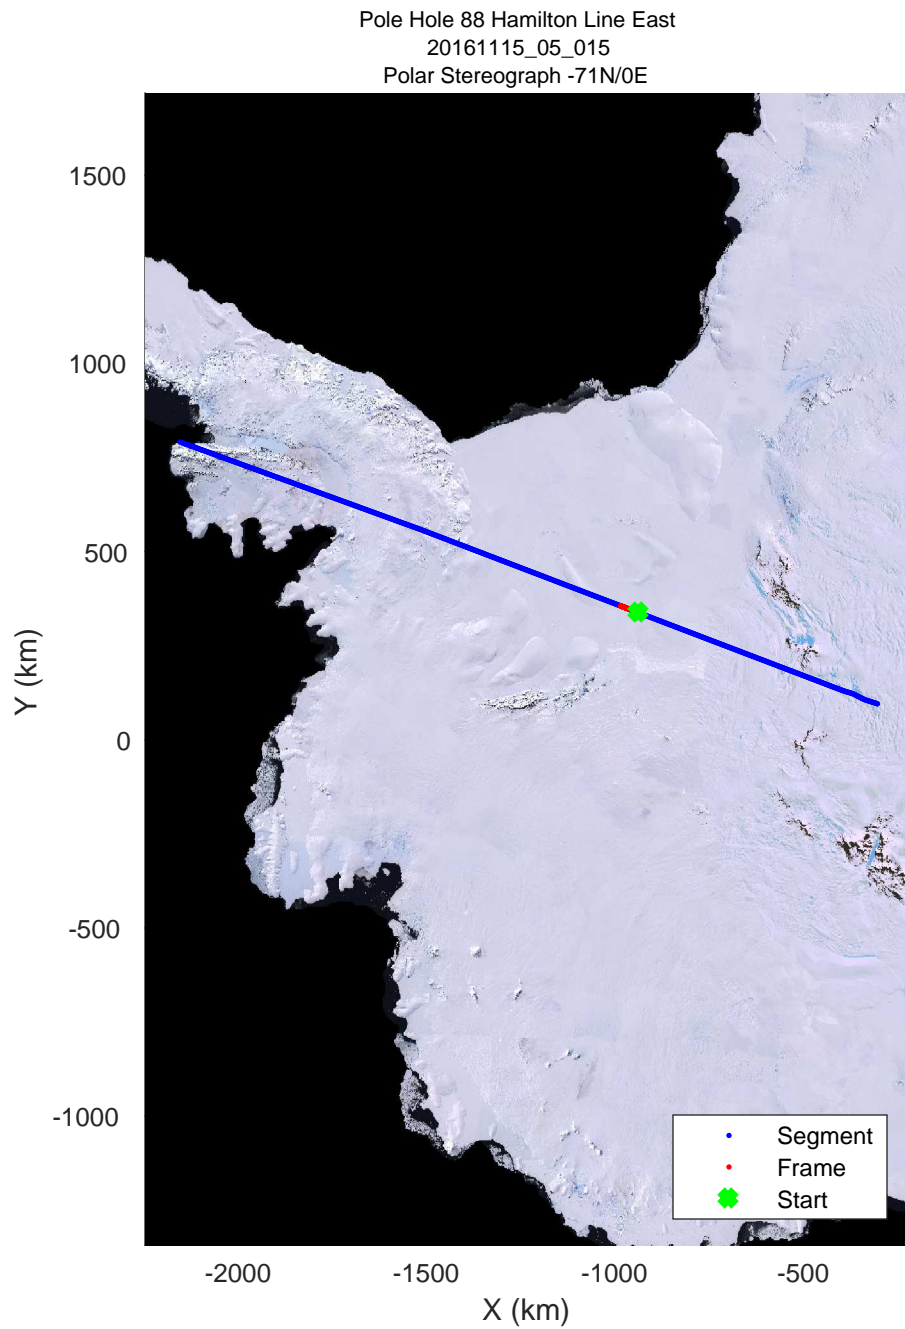 Pole Hole 88 Hamilton Line East
20161115_05_015
Polar Stereograph -71N/0E
1500
1000
500
0
-500
-1000
Y (km)
-2000
-1500
-1000
-500
X (km)
Segment
Frame
Start